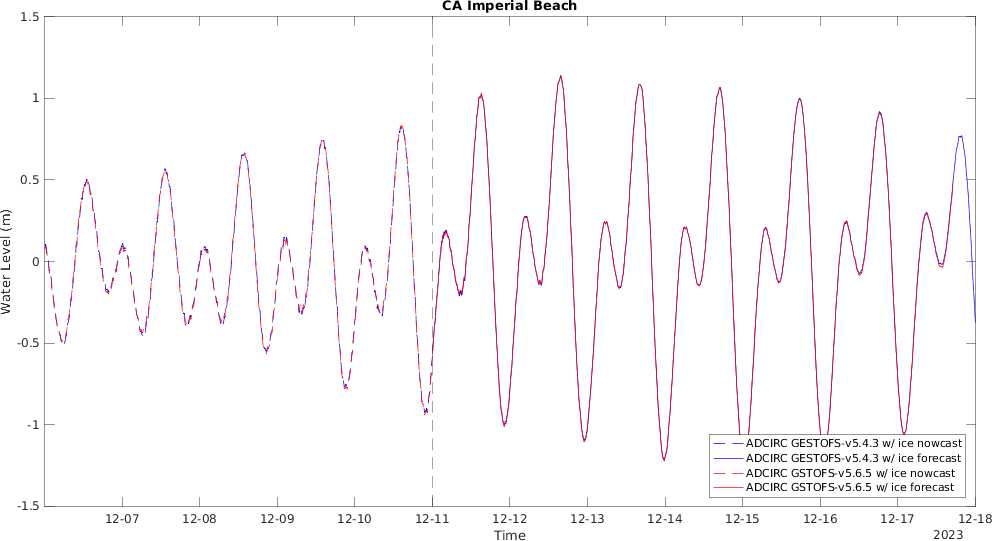 CA Imperial Beach
1.5
1
0.5
0
-0.5
-1
-1.5
Water Level (m)
12-07 12-08 12-09 12-10 12-11 12-12 12-13 12-14 12-15 12-16 12-17 12-18
Time
2023
ADCIRC GESTOFS-v5.4.3 w/ ice nowcast
ADCIRC GESTOFS-v5.4.3 w/ ice forecast
ADCIRC GSTOFS-v5.6.5 w/ ice nowcast
ADCIRC GSTOFS-v5.6.5 w/ ice forecast